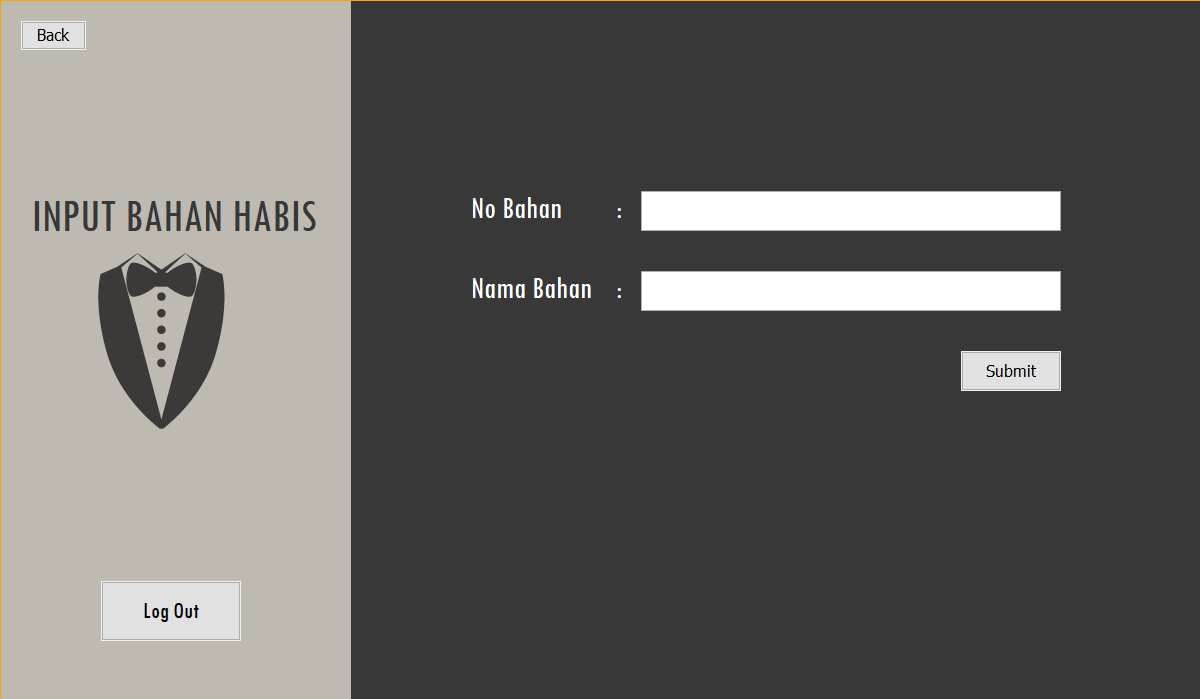 Back
INPUT BAHAN HABIS
No Bahan :
Nama Bahan :
Submit
Log Out